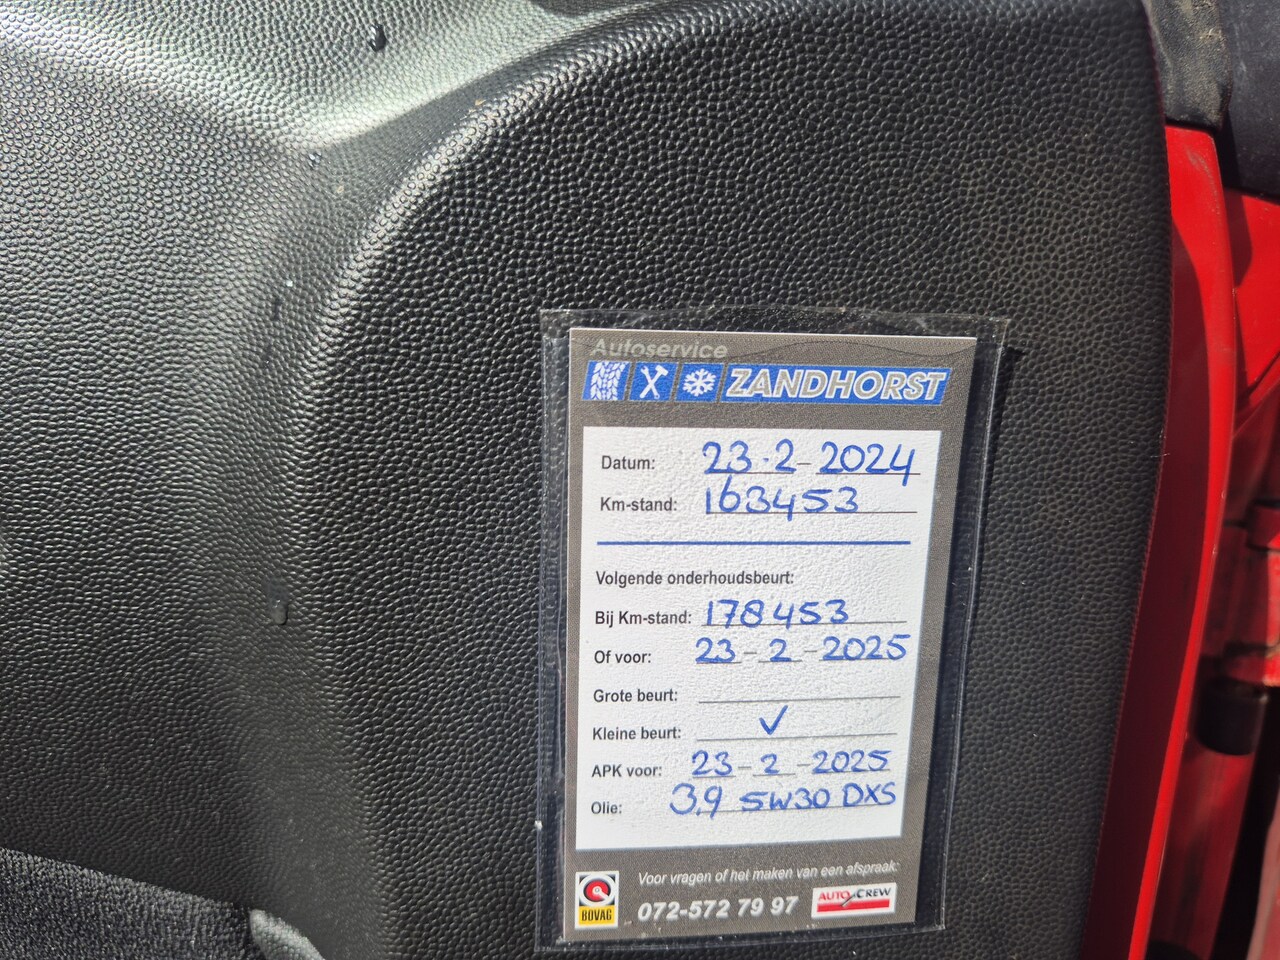 Autoservice
ZANDHORST
Datum: 23-2-2024
Km-stand: 163453
Volgende onderhoudsbeurt:
Bij Km-stand: 178453
Of voor: 23-2-2025
Grote beurt:
Kleine beurt: ✓
APK voor: 23-2-2025
Olie: 3,9 5W30 DXS
Voor vragen of het maken van een afspraak:
BOVAG 072-572 79 97 AUTO CREW